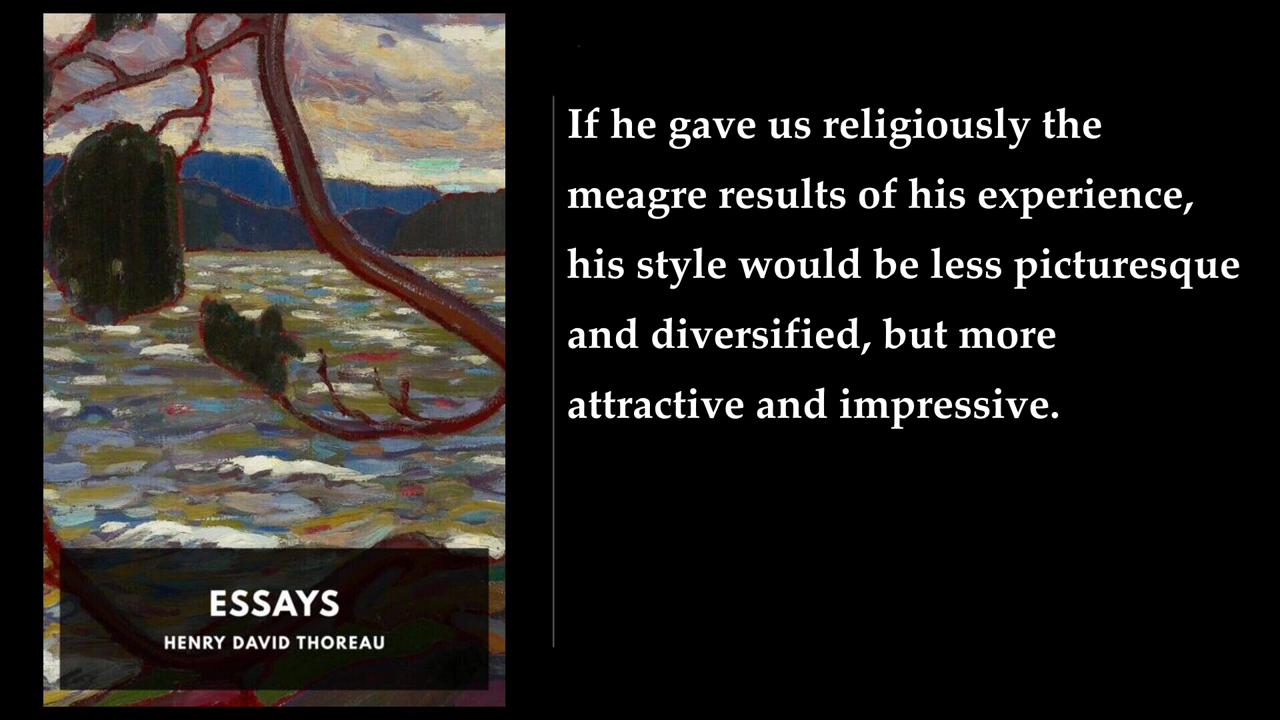 If he gave us religiously the
meagre results of his experience,
his style would be less picturesque
and diversified, but more
attractive and impressive.
ESSAYS
HENRY DAVID THOREAU